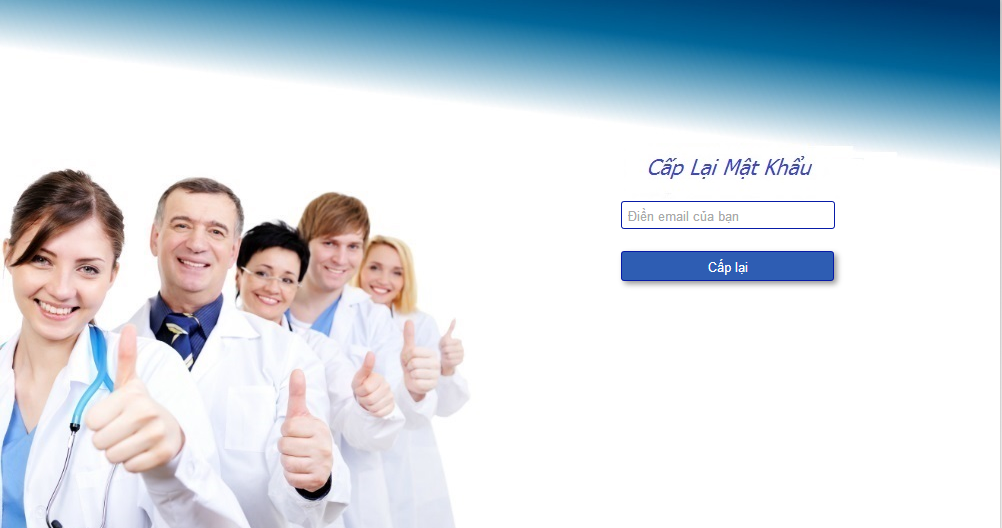 Cấp Lại Mật Khẩu
Điền email của bạn
Cấp lại